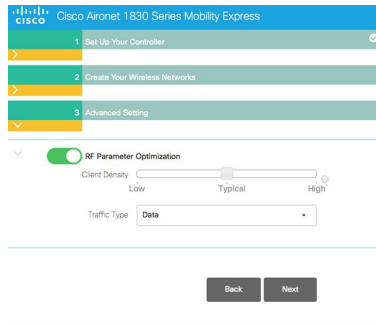 cisco Cisco Aironet 1830 Series Mobility Express
1 Set Up Your Controller
2 Create Your Wireless Networks
3 Advanced Setting
RF Parameter Optimization
Client Density
?
Low Typical High
Traffic Type Data
Back Next